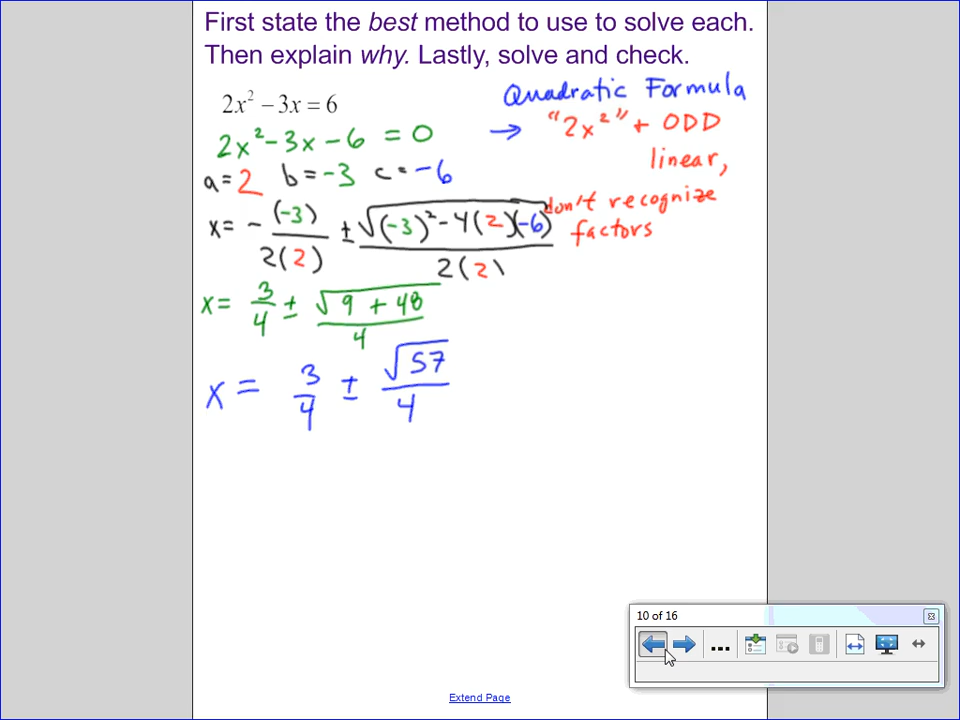 First state the best method to use to solve each.
Then explain why. Lastly, solve and check.
2x² − 3x = 6
Quadratic Formula
2x² - 3x - 6 = 0
→ "2x²" + ODD
linear,
a = 2 b = -3 c = -6
don't recognize
factors
x = - (-3)/2(2) ± √((-3)² - 4(2)(-6))/2(2)
x = 3/4 ± √(9 + 48)/4
x = 3/4 ± √57/4
10 of 16
...
Extend Page